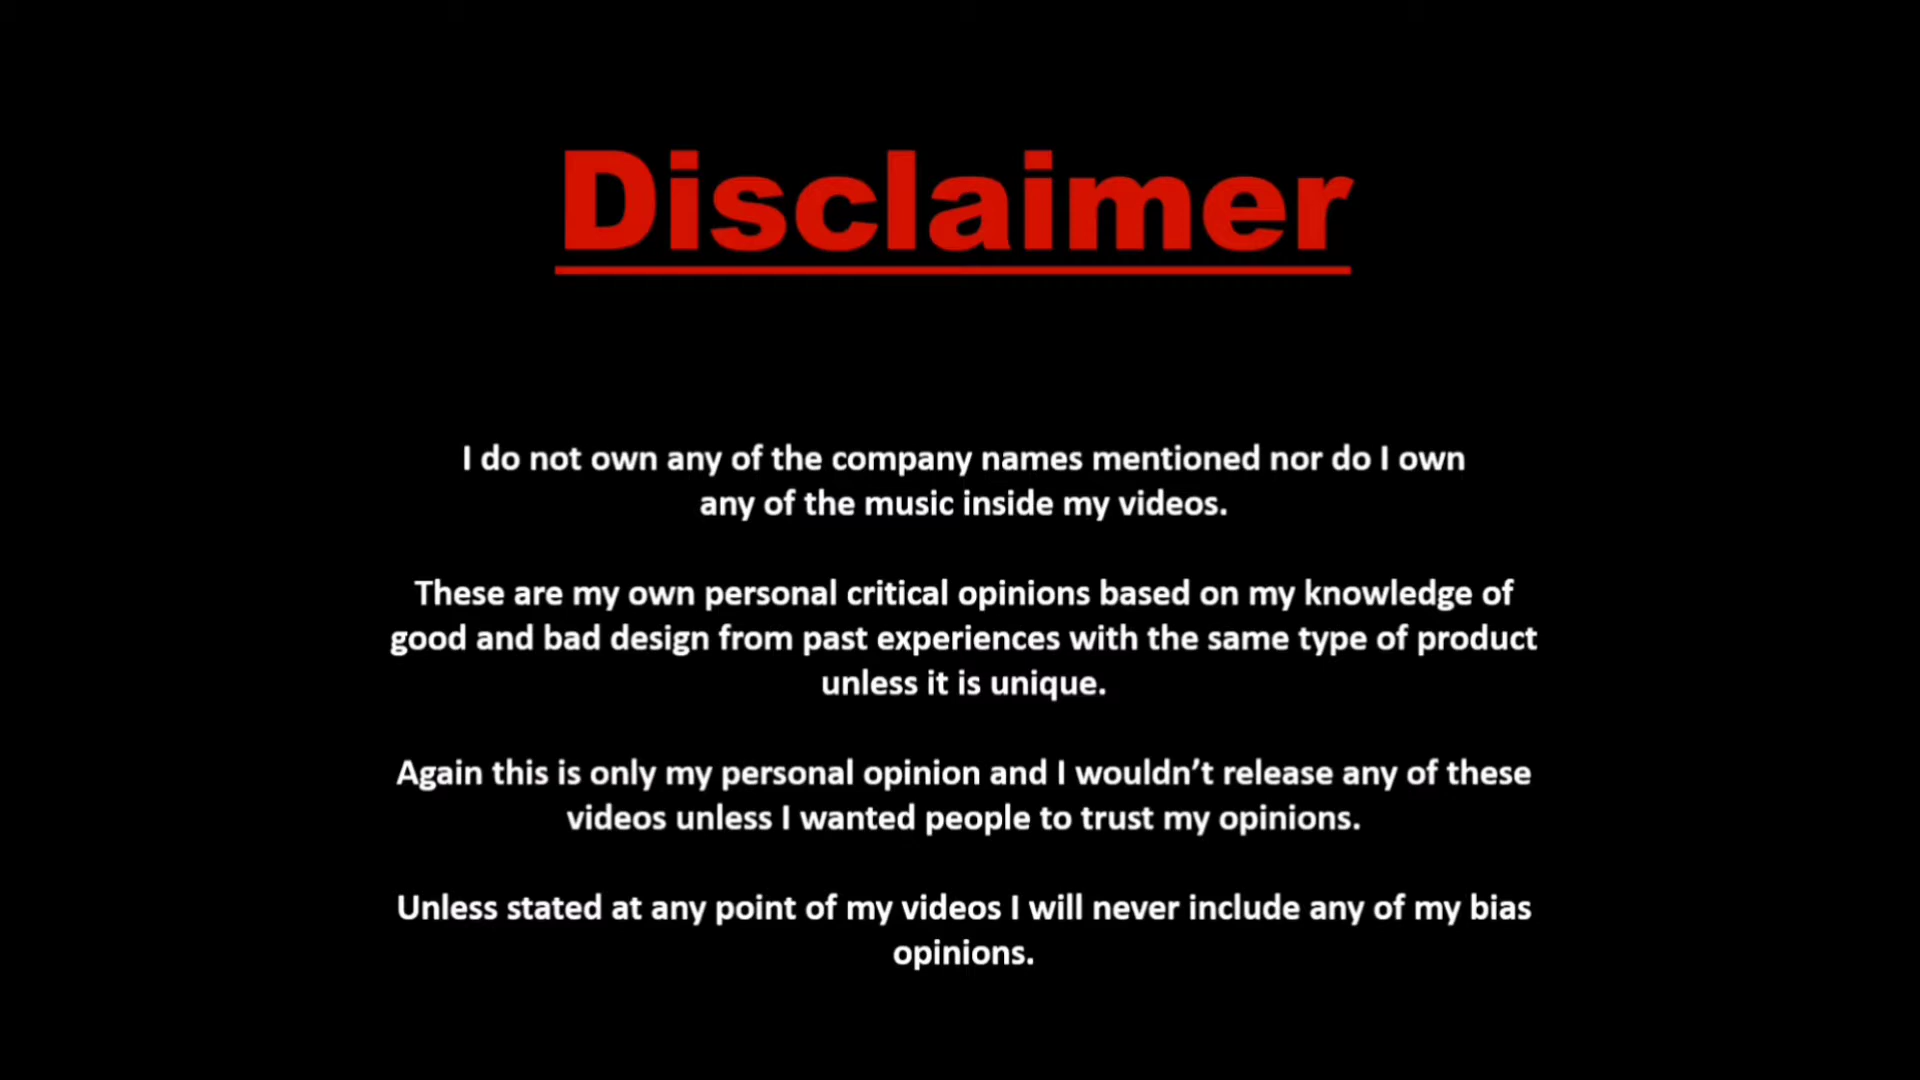 Disclaimer
I do not own any of the company names mentioned nor do I own
any of the music inside my videos.
These are my own personal critical opinions based on my knowledge of
good and bad design from past experiences with the same type of product
unless it is unique.
Again this is only my personal opinion and I wouldn’t release any of these
videos unless I wanted people to trust my opinions.
Unless stated at any point of my videos I will never include any of my bias
opinions.